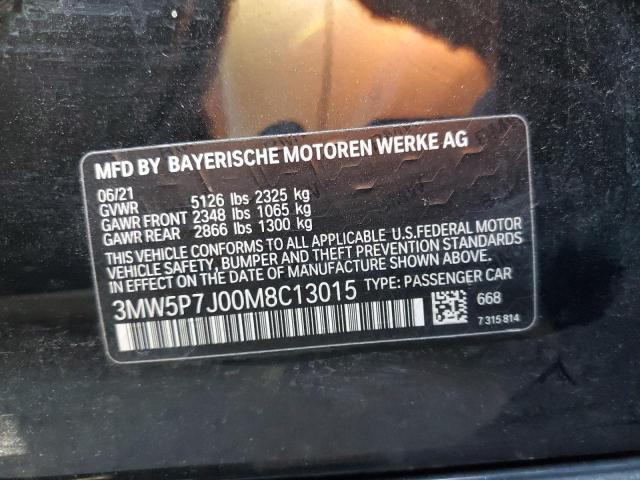 MFD BY BAYERISCHE MOTOREN WERKE AG
06/21
GVWR 5126 lbs 2325 kg
GAWR FRONT 2348 lbs 1065 kg
GAWR REAR 2866 lbs 1300 kg
THIS VEHICLE CONFORMS TO ALL APPLICABLE U.S.FEDERAL MOTOR
VEHICLE SAFETY, BUMPER AND THEFT PREVENTION STANDARDS
IN EFFECT ON THE DATE OF MANUFACTURE SHOWN ABOVE.
3MW5P7J00M8C13015 TYPE: PASSENGER CAR
668
7 315 814